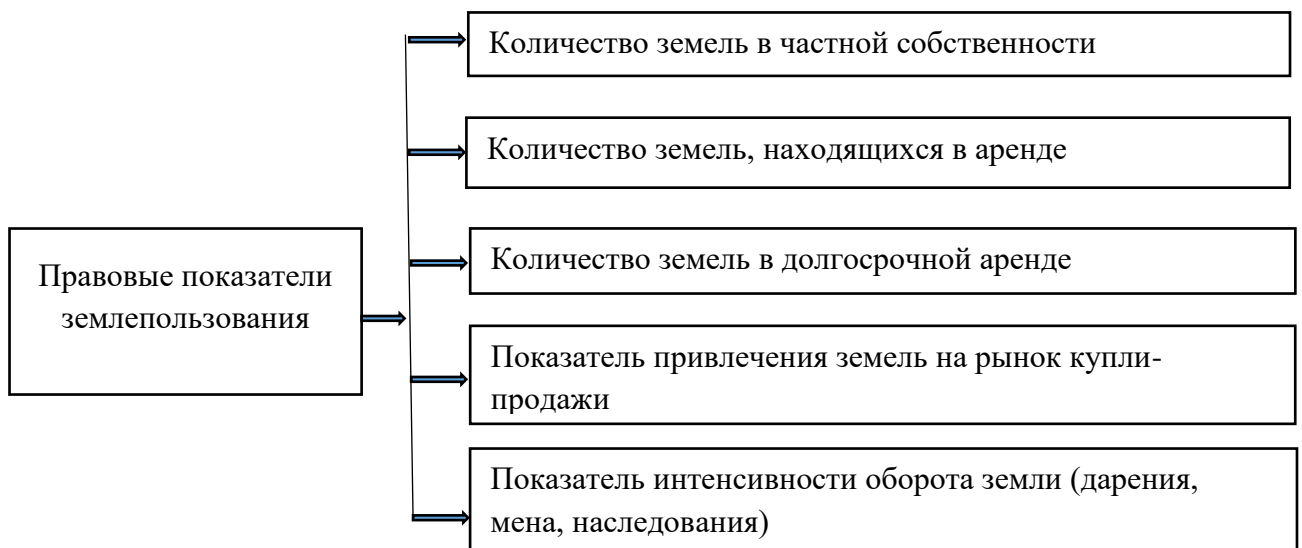 Количество земель в частной собственности
Количество земель, находящихся в аренде
Количество земель в долгосрочной аренде
Правовые показатели
землепользования
Показатель привлечения земель на рынок купли-
продажи
Показатель интенсивности оборота земли (дарения,
мена, наследования)